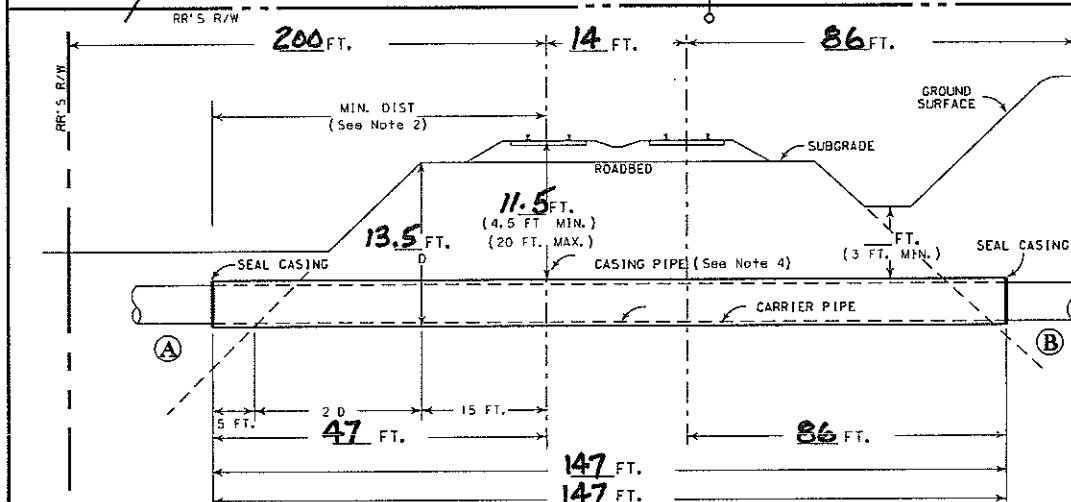 RR'S R/W
200 FT. 14 FT. 86 FT.
RR'S R/W
MIN. DIST
(See Note 2)
GROUND
SURFACE
SUBGRADE
ROADBED
11.5 FT.
(4.5 FT MIN.)
(20 FT. MAX.)
13.5 FT.
D
FT.
(3 FT. MIN.)
SEAL CASING
CASING PIPE (See Note 4)
SEAL CASING
CARRIER PIPE
A
B
5 FT. 2 D 15 FT.
47 FT. 86 FT.
147 FT.
147 FT.